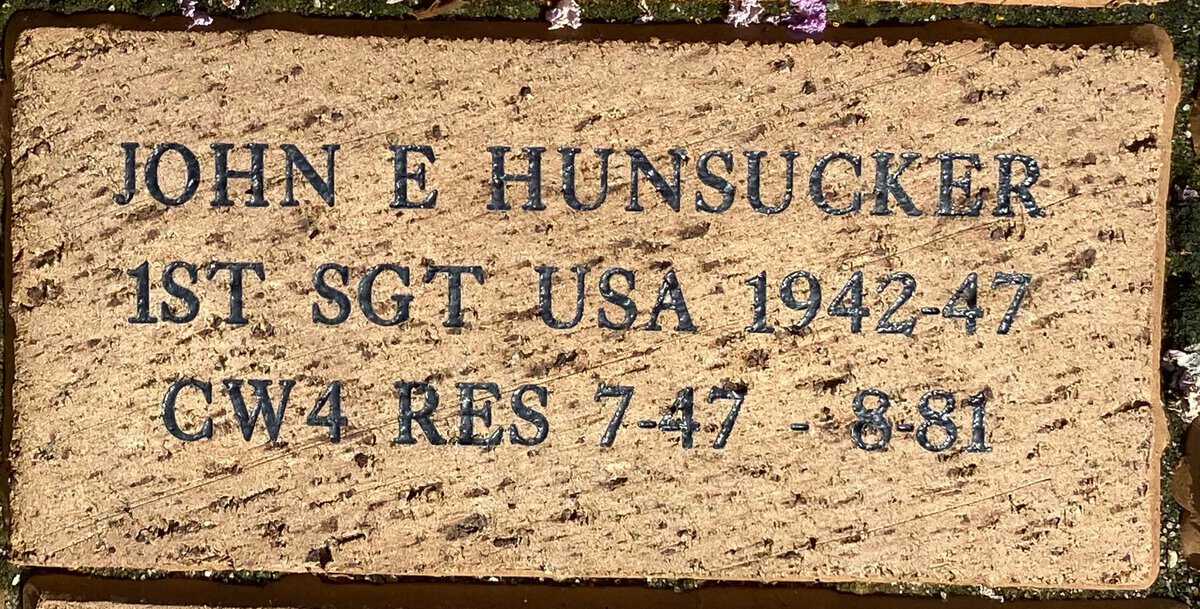 JOHN E HUNSUCKER
1ST SGT USA 1942-47
CW4 RES 7-47 - 8-81